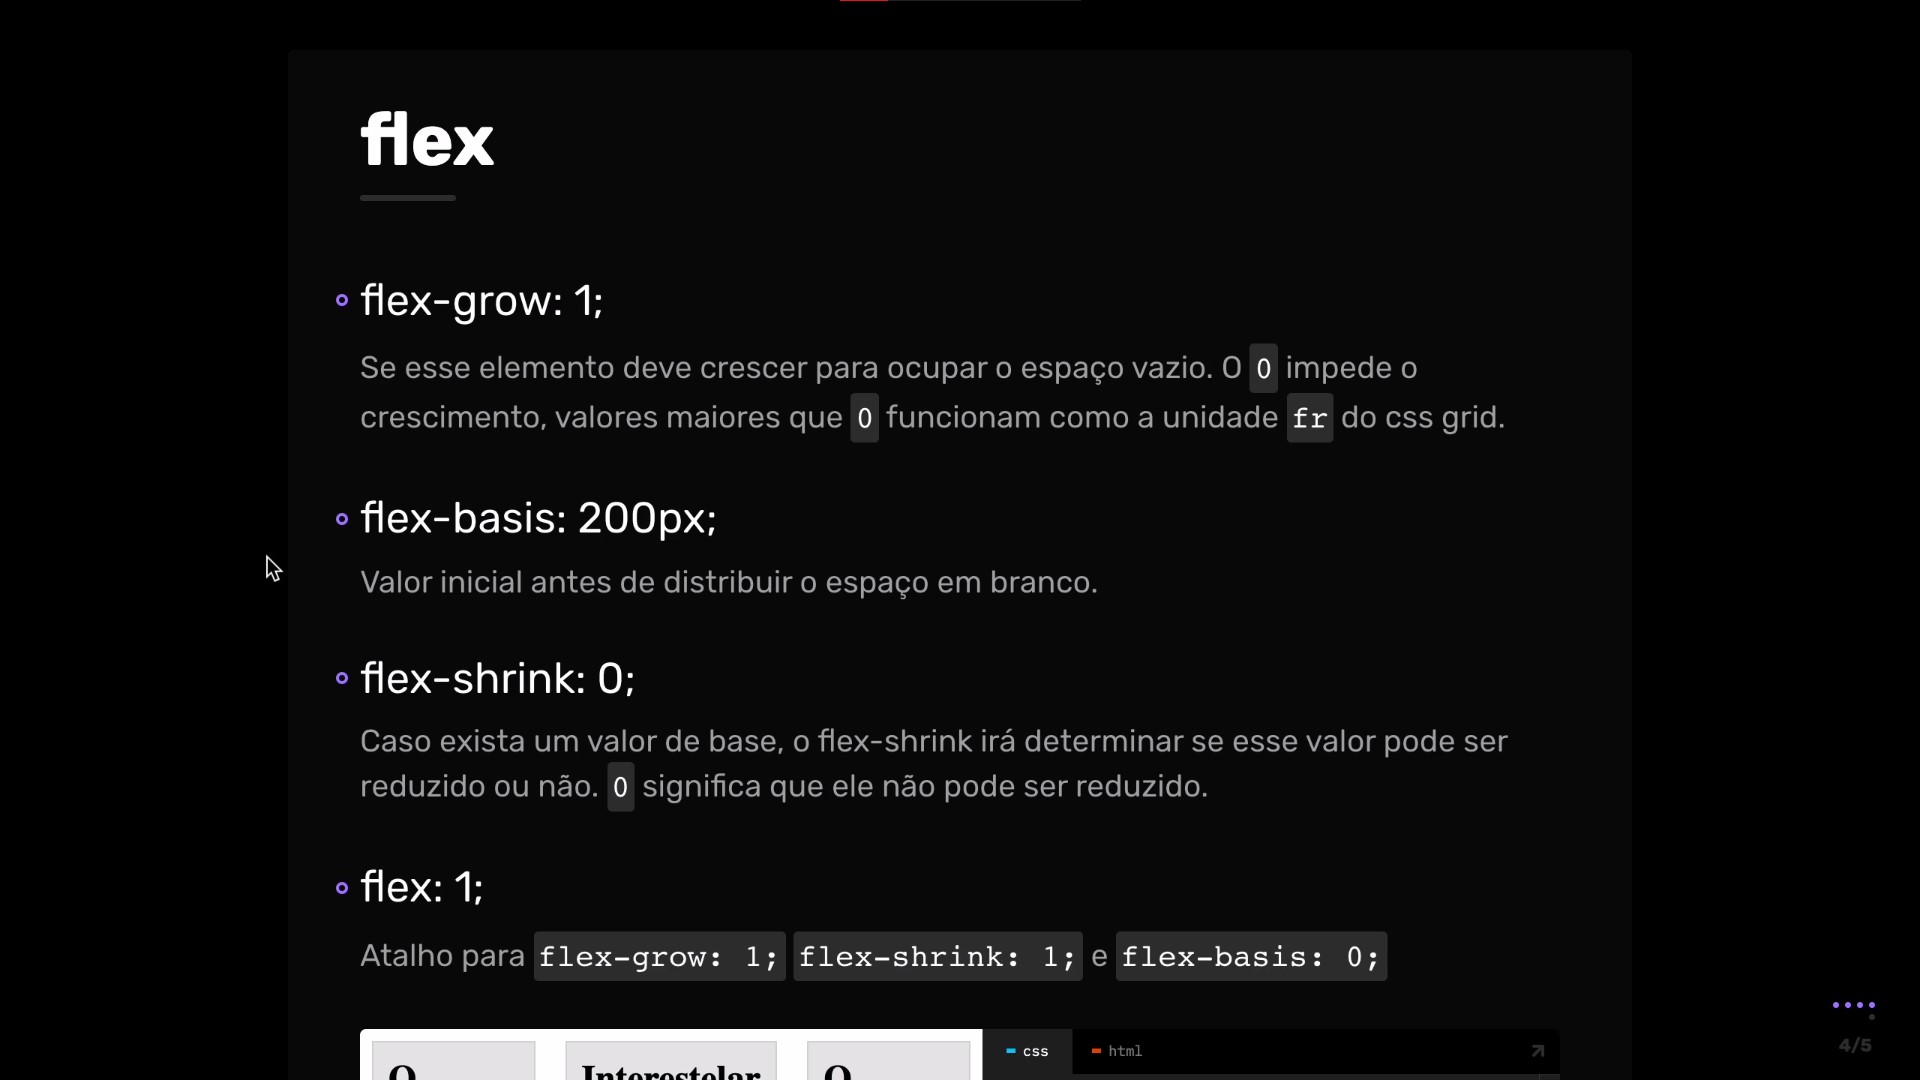 flex
flex-grow: 1;
Se esse elemento deve crescer para ocupar o espaço vazio. O 0 impede o
crescimento, valores maiores que 0 funcionam como a unidade fr do css grid.
flex-basis: 200px;
Valor inicial antes de distribuir o espaço em branco.
flex-shrink: 0;
Caso exista um valor de base, o flex-shrink irá determinar se esse valor pode ser
reduzido ou não. 0 significa que ele não pode ser reduzido.
flex: 1;
Atalho para flex-grow: 1; flex-shrink: 1; e flex-basis: 0;
css html
O Interestelar O
4/5